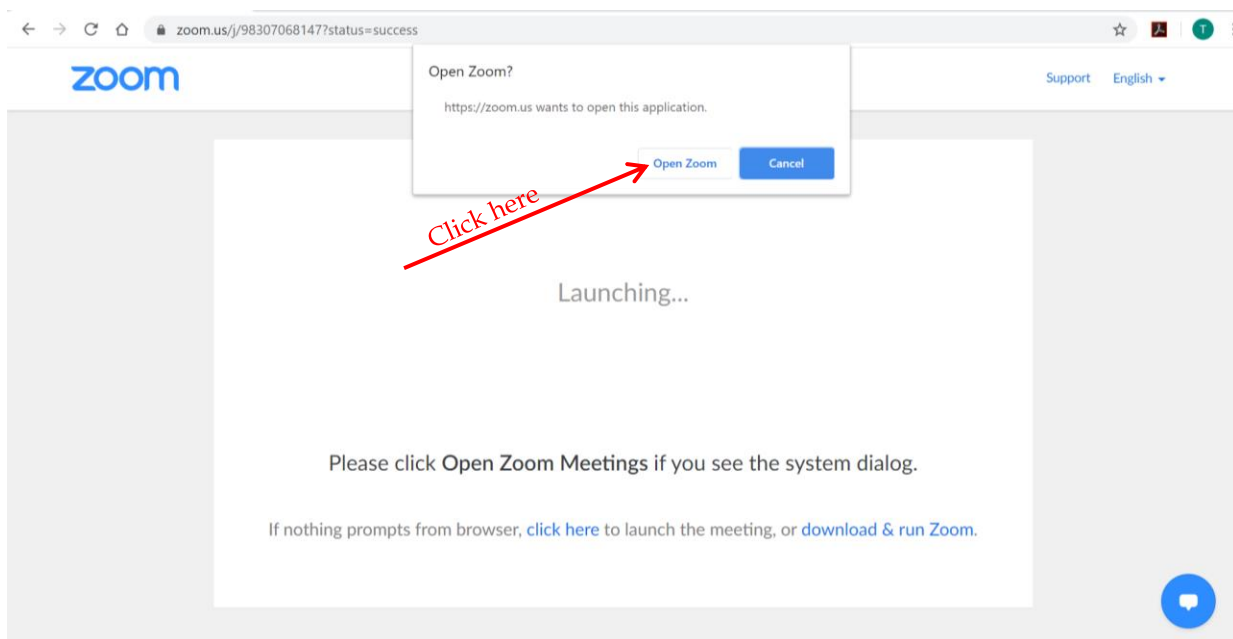 zoom.us/j/98307068147?status=success
T
zoom
Support English
Open Zoom?
https://zoom.us wants to open this application.
Open Zoom Cancel
Click here
Launching...
Please click Open Zoom Meetings if you see the system dialog.
If nothing prompts from browser, click here to launch the meeting, or download & run Zoom.